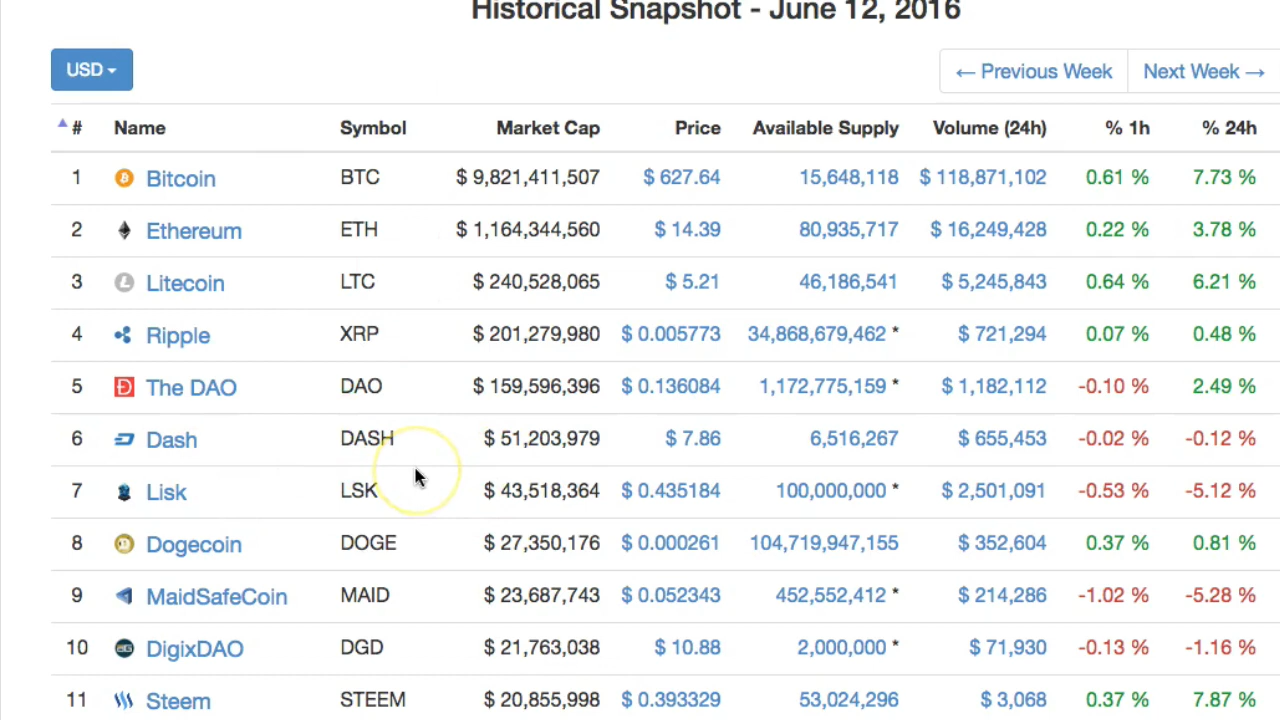 Historical Snapshot - June 12, 2016
USD
← Previous Week Next Week →
# Name Symbol Market Cap Price Available Supply Volume (24h) % 1h % 24h
1 Bitcoin BTC $ 9,821,411,507 $ 627.64 15,648,118 $ 118,871,102 0.61 % 7.73 %
2 Ethereum ETH $ 1,164,344,560 $ 14.39 80,935,717 $ 16,249,428 0.22 % 3.78 %
3 Litecoin LTC $ 240,528,065 $ 5.21 46,186,541 $ 5,245,843 0.64 % 6.21 %
4 Ripple XRP $ 201,279,980 $ 0.005773 34,868,679,462 * $ 721,294 0.07 % 0.48 %
5 The DAO DAO $ 159,596,396 $ 0.136084 1,172,775,159 * $ 1,182,112 -0.10 % 2.49 %
6 Dash DASH $ 51,203,979 $ 7.86 6,516,267 $ 655,453 -0.02 % -0.12 %
7 Lisk LSK $ 43,518,364 $ 0.435184 100,000,000 * $ 2,501,091 -0.53 % -5.12 %
8 Dogecoin DOGE $ 27,350,176 $ 0.000261 104,719,947,155 $ 352,604 0.37 % 0.81 %
9 MaidSafeCoin MAID $ 23,687,743 $ 0.052343 452,552,412 * $ 214,286 -1.02 % -5.28 %
10 DigixDAO DGD $ 21,763,038 $ 10.88 2,000,000 * $ 71,930 -0.13 % -1.16 %
11 Steem STEEM $ 20,855,998 $ 0.393329 53,024,296 $ 3,068 0.37 % 7.87 %